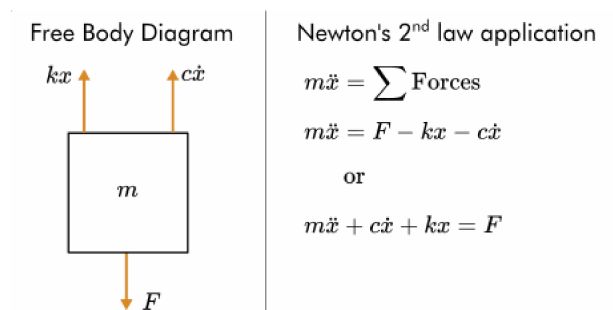 Free Body Diagram
kx
cẋ
m
F
Newton's 2nd law application
mẍ = ∑ Forces
mẍ = F − kx − cẋ
or
mẍ + cẋ + kx = F